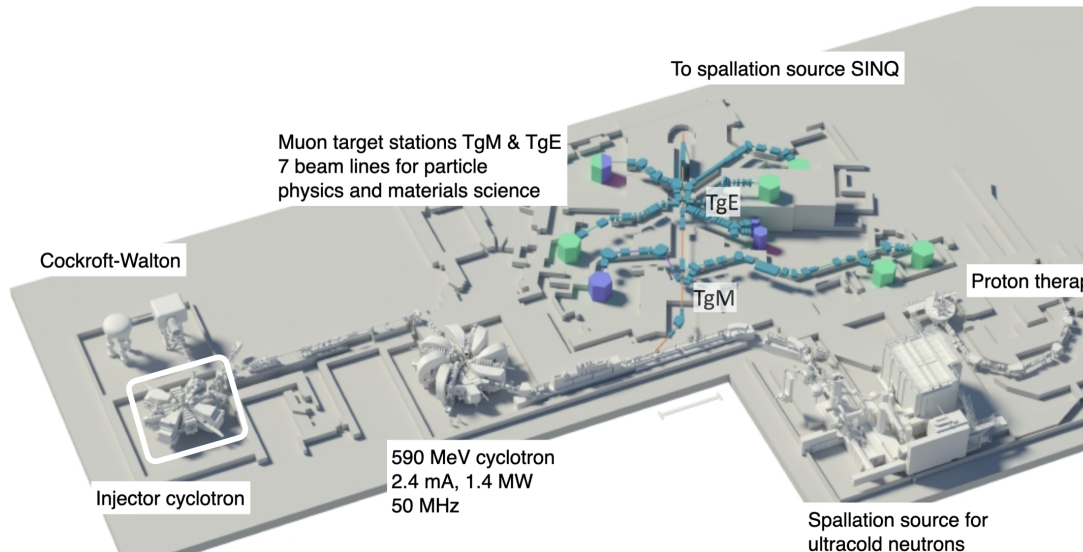 To spallation source SINQ
Muon target stations TgM & TgE
7 beam lines for particle
physics and materials science
TgE
Cockroft-Walton
Proton therap
TgM
590 MeV cyclotron
2.4 mA, 1.4 MW
50 MHz
Injector cyclotron
Spallation source for
ultracold neutrons